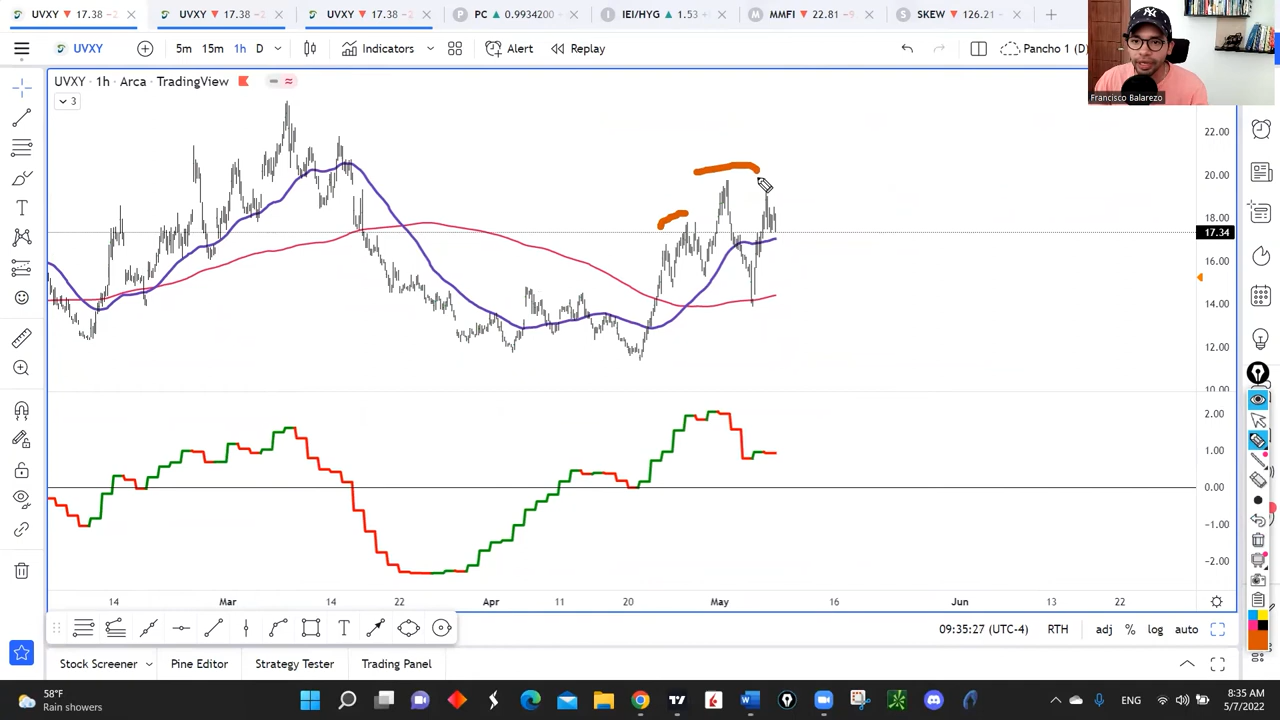 UVXY 17.38 −2
UVXY 17.38 −2
UVXY 17.38 −2
PC ▲ 0.9934200
IEI/HYG ▲ 1.53
MMFI ▼ 22.81 −9
SKEW ▼ 126.21
UVXY 5m 15m 1h D Indicators Alert Replay Pancho 1 (D)
Francisco Balarezo
UVXY · 1h · Arca · TradingView
3
22.00
20.00
18.00
17.34
16.00
14.00
12.00
10.00
2.00
1.00
0.00
−1.00
−2.00
14 Mar 14 22 Apr 11 20 May 16 Jun 13 22
09:35:27 (UTC-4) RTH adj % log auto
Stock Screener Pine Editor Strategy Tester Trading Panel
58°F
Rain showers
ENG
8:35 AM
5/7/2022